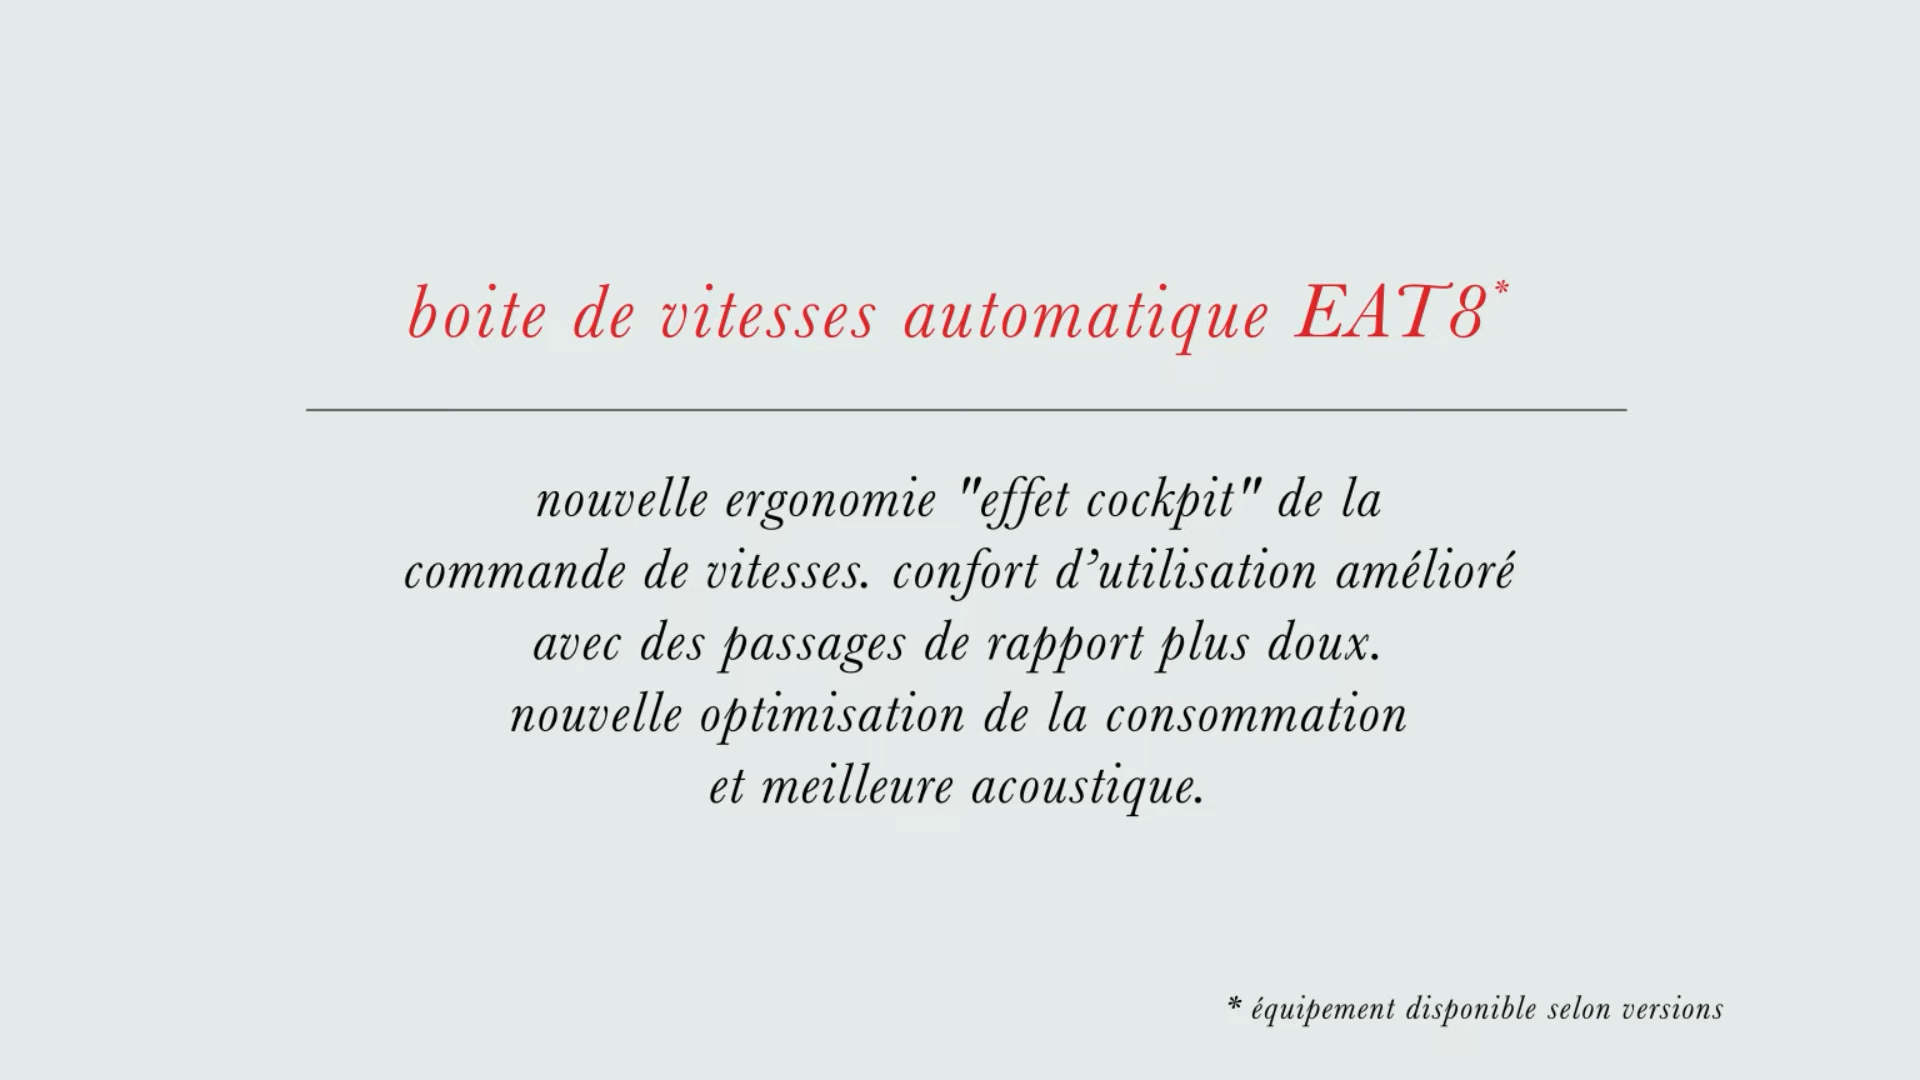 boite de vitesses automatique EAT8*
nouvelle ergonomie "effet cockpit" de la
commande de vitesses. confort d’utilisation amélioré
avec des passages de rapport plus doux.
nouvelle optimisation de la consommation
et meilleure acoustique.
* équipement disponible selon versions